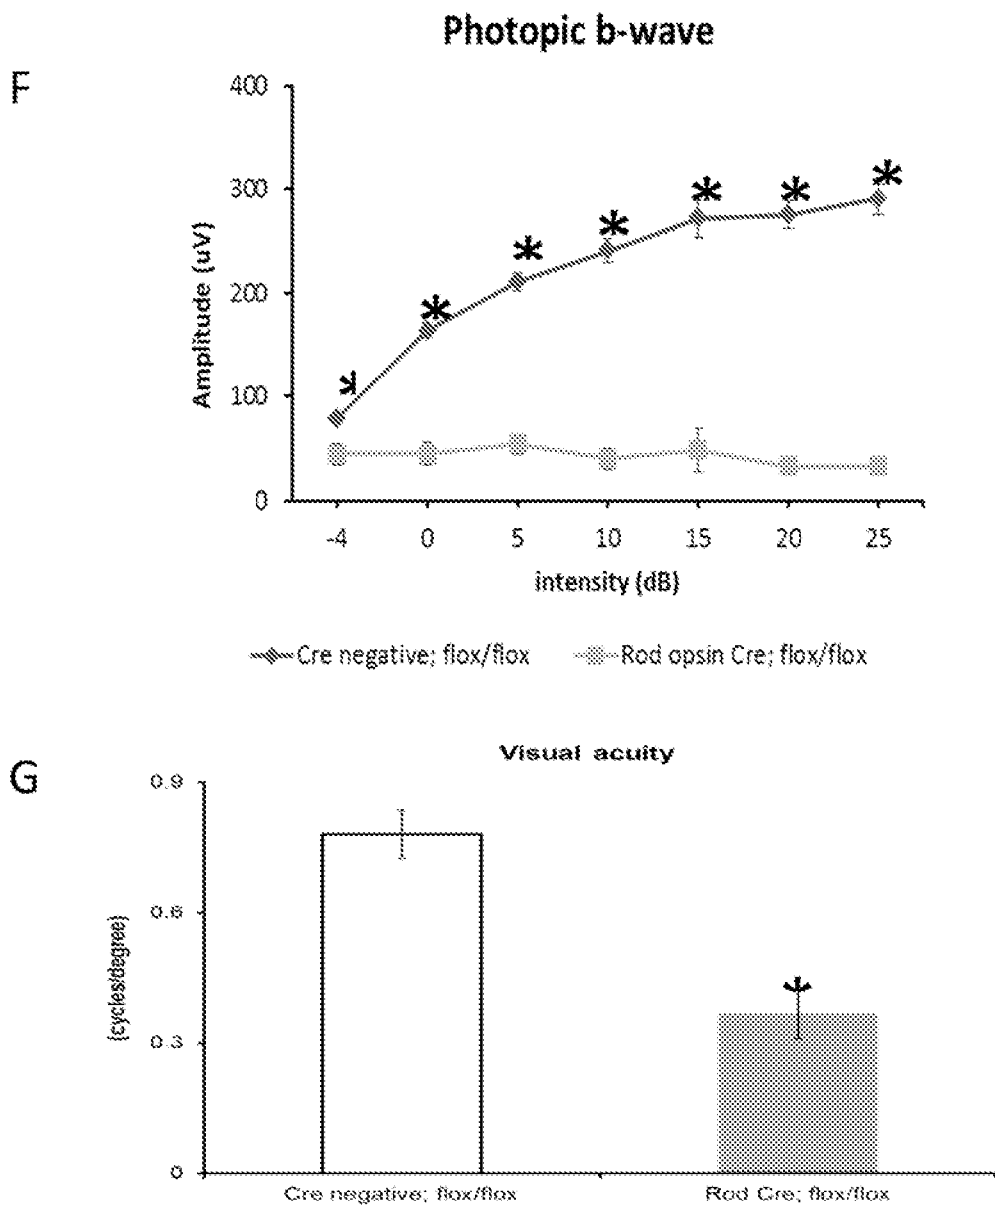 Photopic b-wave
F
400
300
200
100
0
Amplitude (uV)
-4 0 5 10 15 20 25
intensity (dB)
Cre negative; flox/flox Rod opsin Cre; flox/flox
G
Visual acuity
0.9
0.6
0.3
0
(cycles/degree)
Cre negative; flox/flox Rod Cre; flox/flox